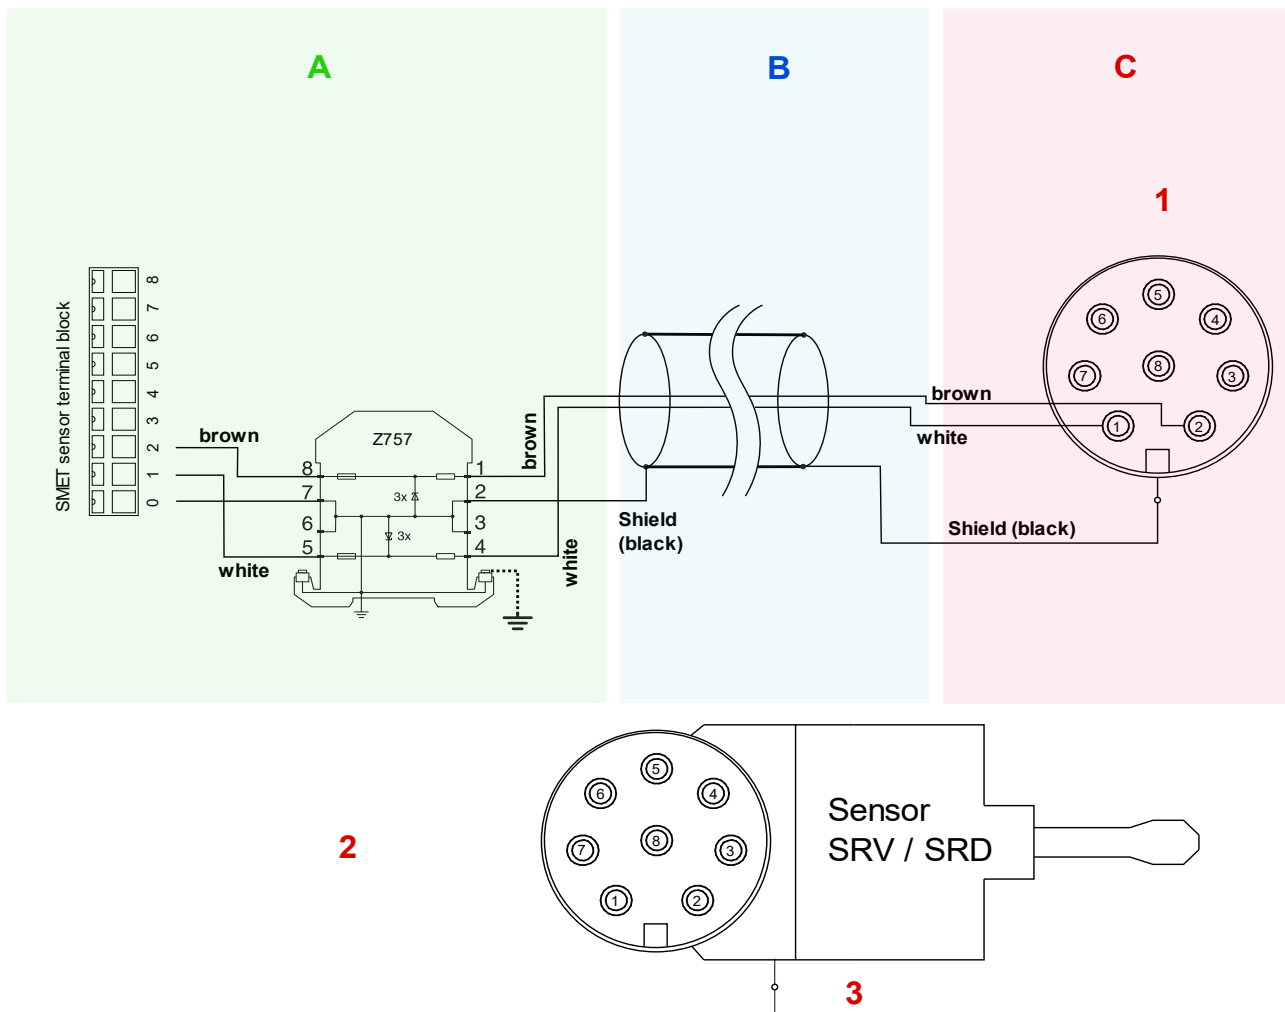 A
B
C
1
SMET sensor terminal block
8
7
6
5
4
3
2
1
0
brown
white
Z757
8
7
6
5
1
2
3
4
3x
3x
brown
white
Shield
(black)
brown
white
Shield (black)
5
6
4
7
8
3
1
2
2
5
6
4
7
8
3
1
2
Sensor
SRV / SRD
3